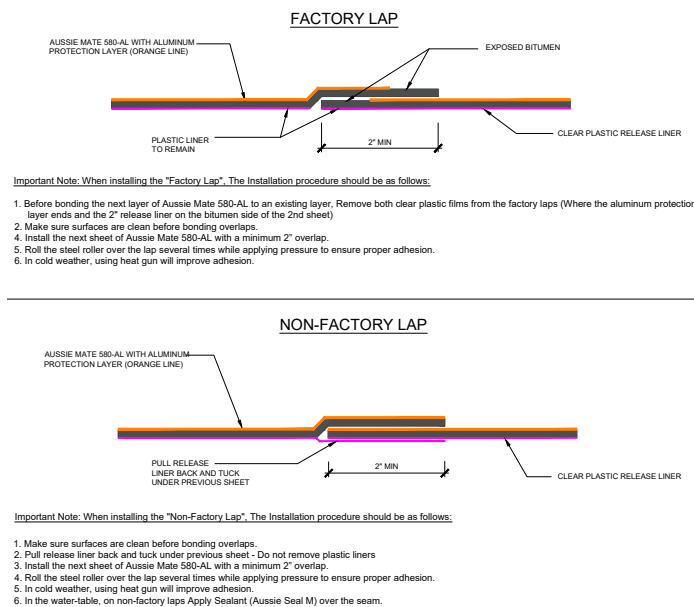 FACTORY LAP
AUSSIE MATE 580-AL WITH ALUMINUM
PROTECTION LAYER (ORANGE LINE)
EXPOSED BITUMEN
PLASTIC LINER
TO REMAIN
2" MIN
CLEAR PLASTIC RELEASE LINER
Important Note: When installing the "Factory Lap", The Installation procedure should be as follows:
1. Before bonding the next layer of Aussie Mate 580-AL to an existing layer, Remove both clear plastic films from the factory laps (Where the aluminum protection
layer ends and the 2" release liner on the bitumen side of the 2nd sheet)
2. Make sure surfaces are clean before bonding overlaps.
4. Install the next sheet of Aussie Mate 580-AL with a minimum 2" overlap.
5. Roll the steel roller over the lap several times while applying pressure to ensure proper adhesion.
6. In cold weather, using heat gun will improve adhesion.
NON-FACTORY LAP
AUSSIE MATE 580-AL WITH ALUMINUM
PROTECTION LAYER (ORANGE LINE)
PULL RELEASE
LINER BACK AND TUCK
UNDER PREVIOUS SHEET
2" MIN
CLEAR PLASTIC RELEASE LINER
Important Note: When installing the "Non-Factory Lap", The Installation procedure should be as follows:
1. Make sure surfaces are clean before bonding overlaps.
2. Pull release liner back and tuck under previous sheet - Do not remove plastic liners
3. Install the next sheet of Aussie Mate 580-AL with a minimum 2" overlap.
4. Roll the steel roller over the lap several times while applying pressure to ensure proper adhesion.
5. In cold weather, using heat gun will improve adhesion.
6. In the water-table, on non-factory laps Apply Sealant (Aussie Seal M) over the seam.